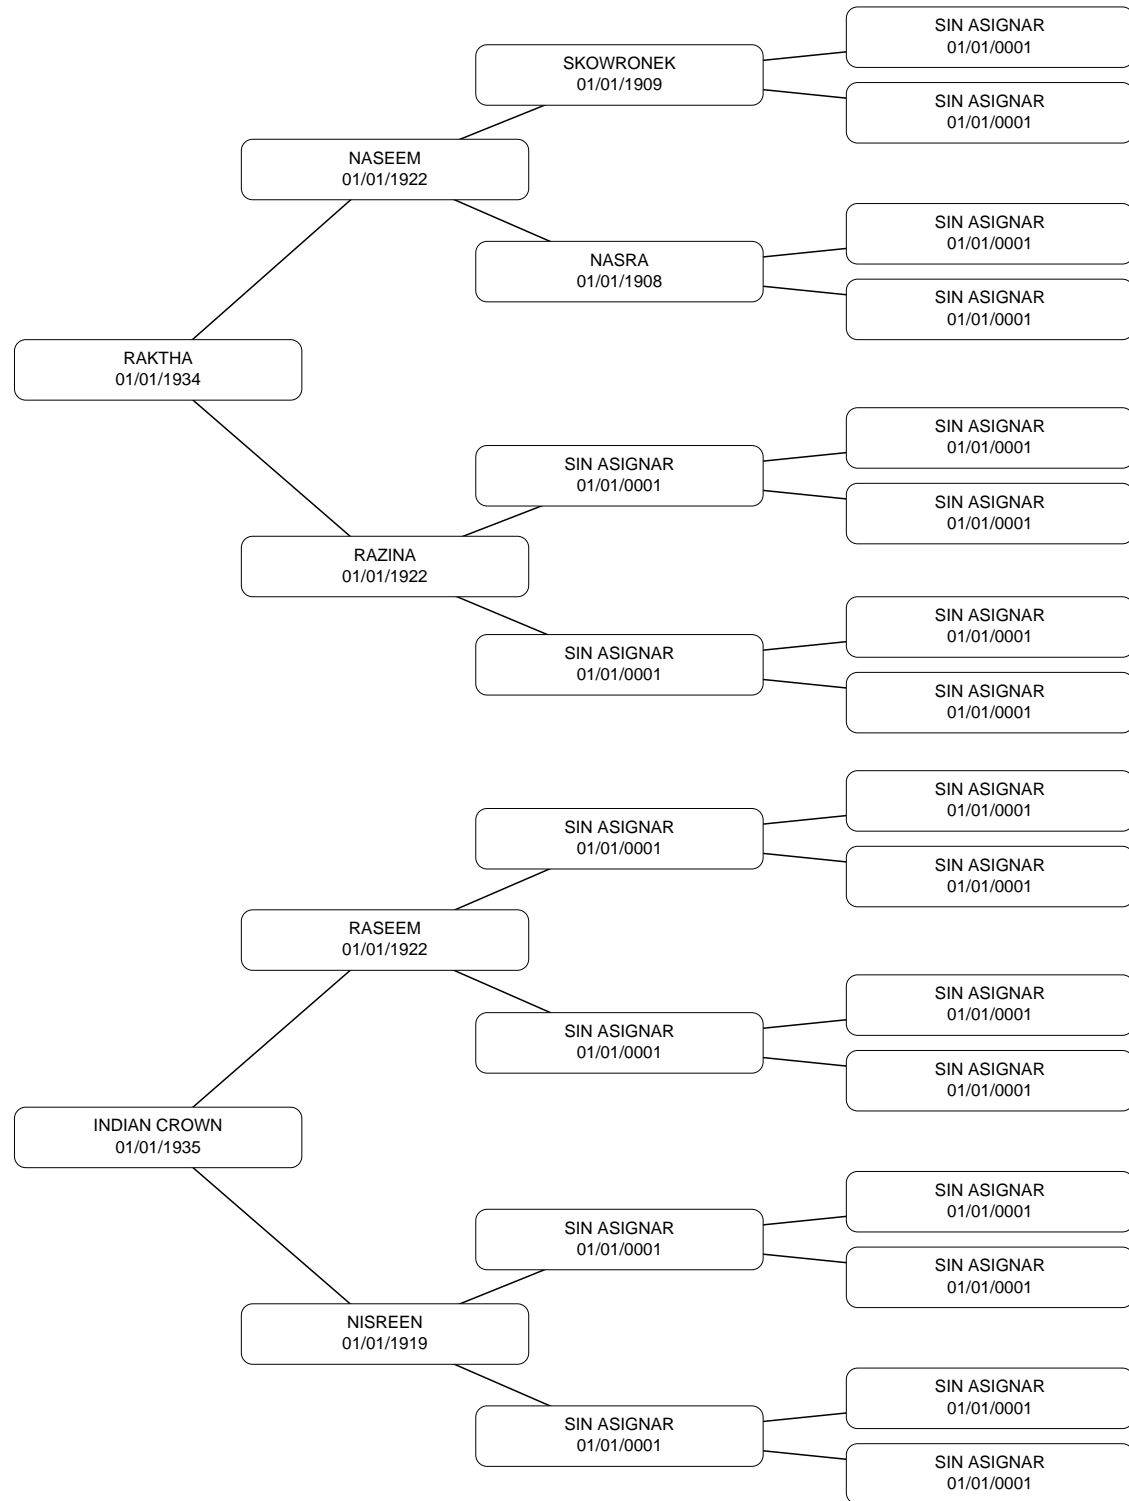 SIN ASIGNAR
01/01/0001
SKOWRONEK
01/01/1909
SIN ASIGNAR
01/01/0001
NASEEM
01/01/1922
SIN ASIGNAR
01/01/0001
NASRA
01/01/1908
SIN ASIGNAR
01/01/0001
RAKTHA
01/01/1934
SIN ASIGNAR
01/01/0001
SIN ASIGNAR
01/01/0001
SIN ASIGNAR
01/01/0001
RAZINA
01/01/1922
SIN ASIGNAR
01/01/0001
SIN ASIGNAR
01/01/0001
SIN ASIGNAR
01/01/0001
SIN ASIGNAR
01/01/0001
SIN ASIGNAR
01/01/0001
SIN ASIGNAR
01/01/0001
RASEEM
01/01/1922
SIN ASIGNAR
01/01/0001
SIN ASIGNAR
01/01/0001
SIN ASIGNAR
01/01/0001
INDIAN CROWN
01/01/1935
SIN ASIGNAR
01/01/0001
SIN ASIGNAR
01/01/0001
SIN ASIGNAR
01/01/0001
NISREEN
01/01/1919
SIN ASIGNAR
01/01/0001
SIN ASIGNAR
01/01/0001
SIN ASIGNAR
01/01/0001